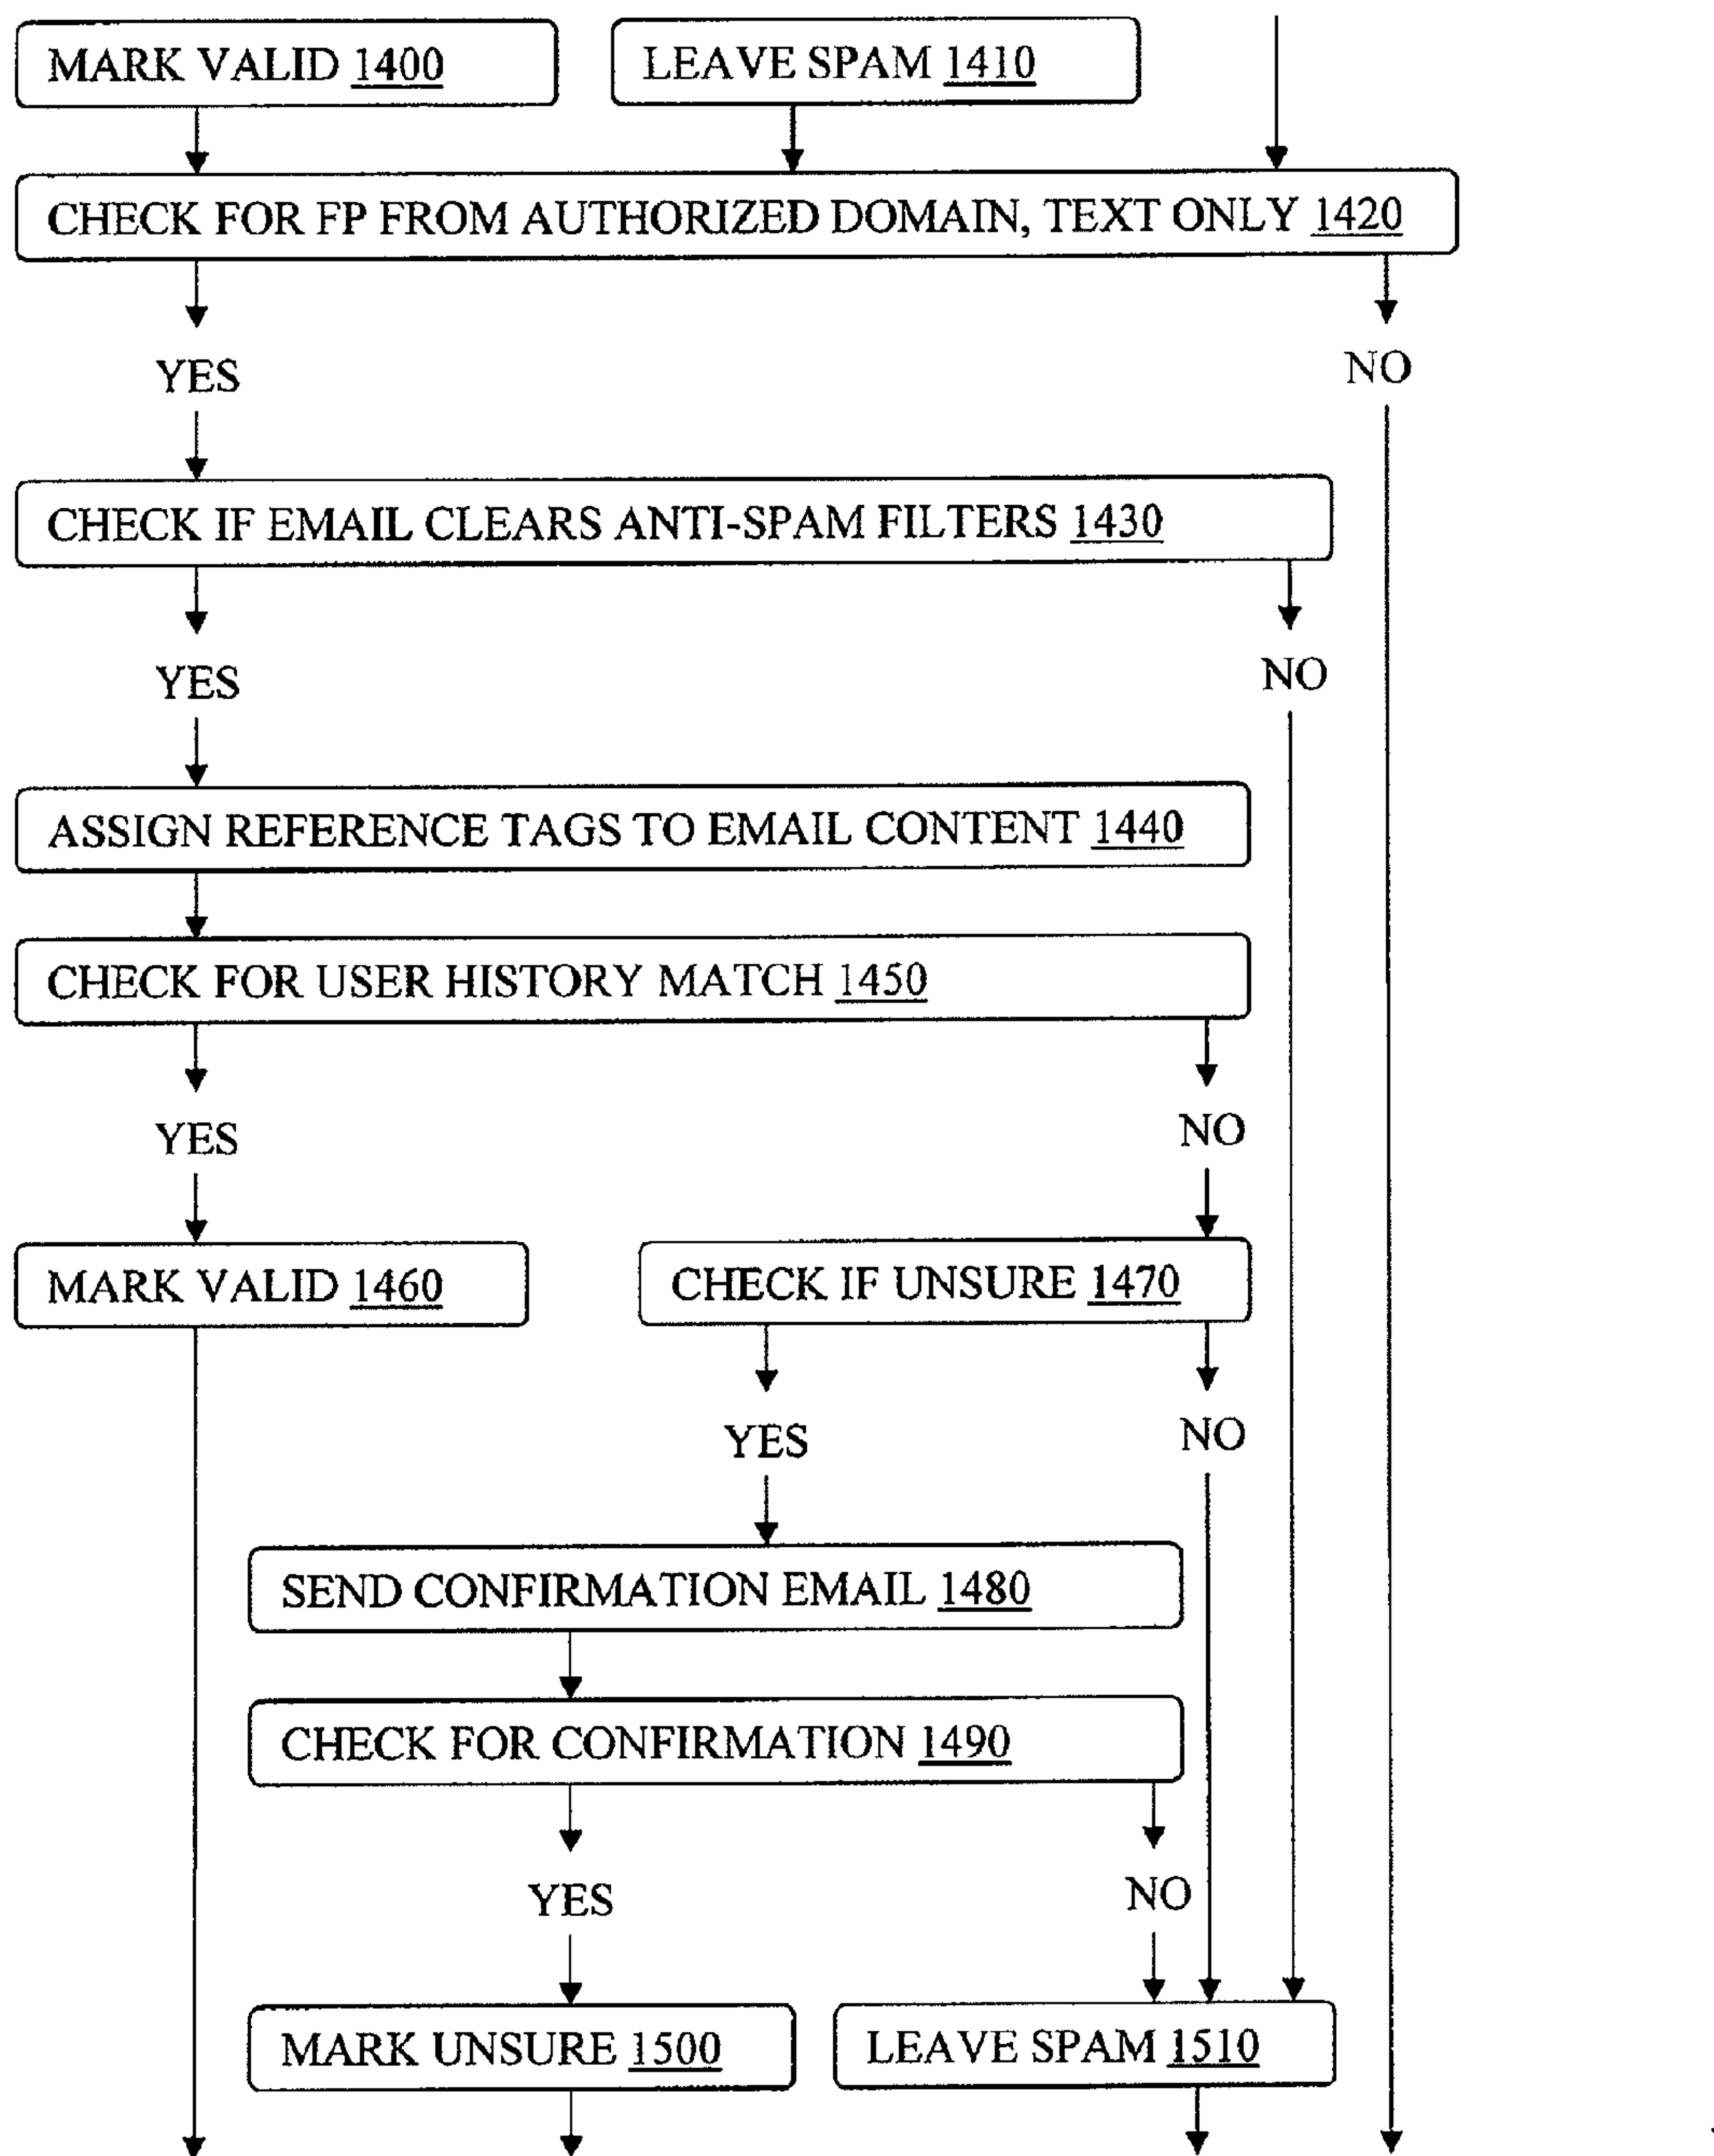 MARK VALID 1400
LEAVE SPAM 1410
CHECK FOR FP FROM AUTHORIZED DOMAIN, TEXT ONLY 1420
YES
NO
CHECK IF EMAIL CLEARS ANTI-SPAM FILTERS 1430
YES
NO
ASSIGN REFERENCE TAGS TO EMAIL CONTENT 1440
CHECK FOR USER HISTORY MATCH 1450
YES
NO
MARK VALID 1460
CHECK IF UNSURE 1470
YES
NO
SEND CONFIRMATION EMAIL 1480
CHECK FOR CONFIRMATION 1490
YES
NO
MARK UNSURE 1500
LEAVE SPAM 1510